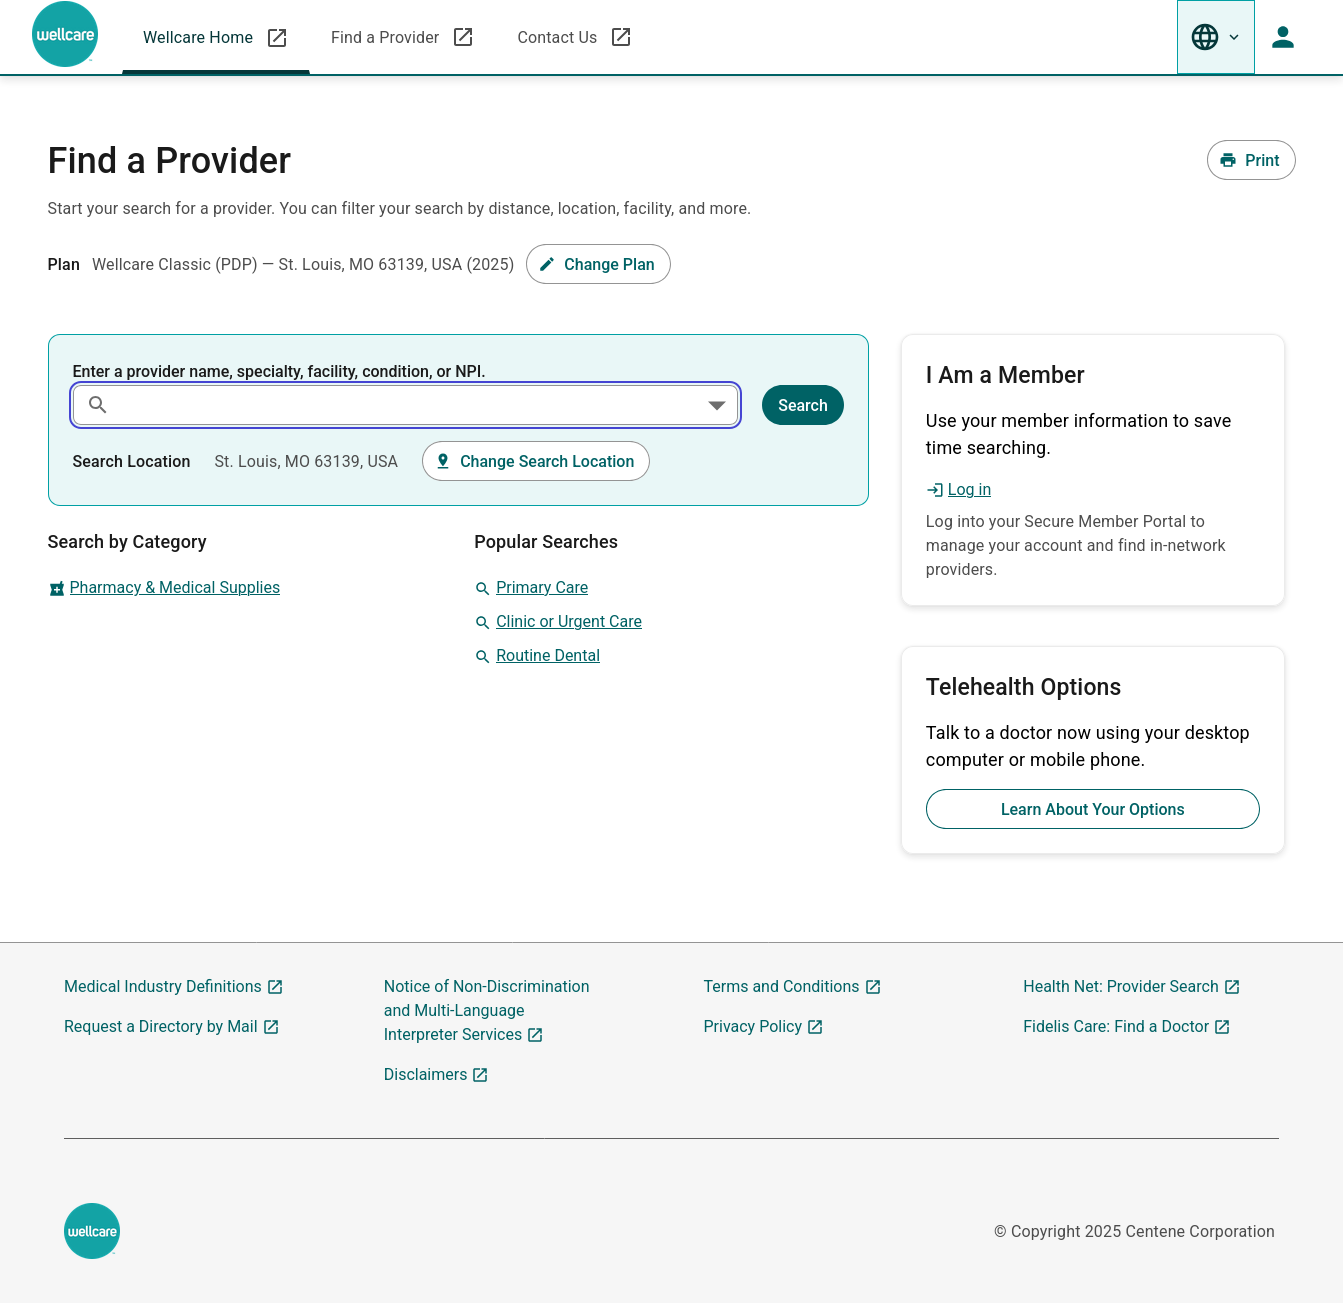 wellcare
Wellcare Home
Find a Provider
Contact Us
Find a Provider
Print
Start your search for a provider. You can filter your search by distance, location, facility, and more.
Plan Wellcare Classic (PDP) — St. Louis, MO 63139, USA (2025) Change Plan
Enter a provider name, specialty, facility, condition, or NPI.
Search
Search Location St. Louis, MO 63139, USA Change Search Location
Search by Category
Pharmacy & Medical Supplies
Popular Searches
Primary Care
Clinic or Urgent Care
Routine Dental
I Am a Member
Use your member information to save
time searching.
Log in
Log into your Secure Member Portal to
manage your account and find in-network
providers.
Telehealth Options
Talk to a doctor now using your desktop
computer or mobile phone.
Learn About Your Options
Medical Industry Definitions
Request a Directory by Mail
Notice of Non-Discrimination
and Multi-Language
Interpreter Services
Disclaimers
Terms and Conditions
Privacy Policy
Health Net: Provider Search
Fidelis Care: Find a Doctor
wellcare
© Copyright 2025 Centene Corporation